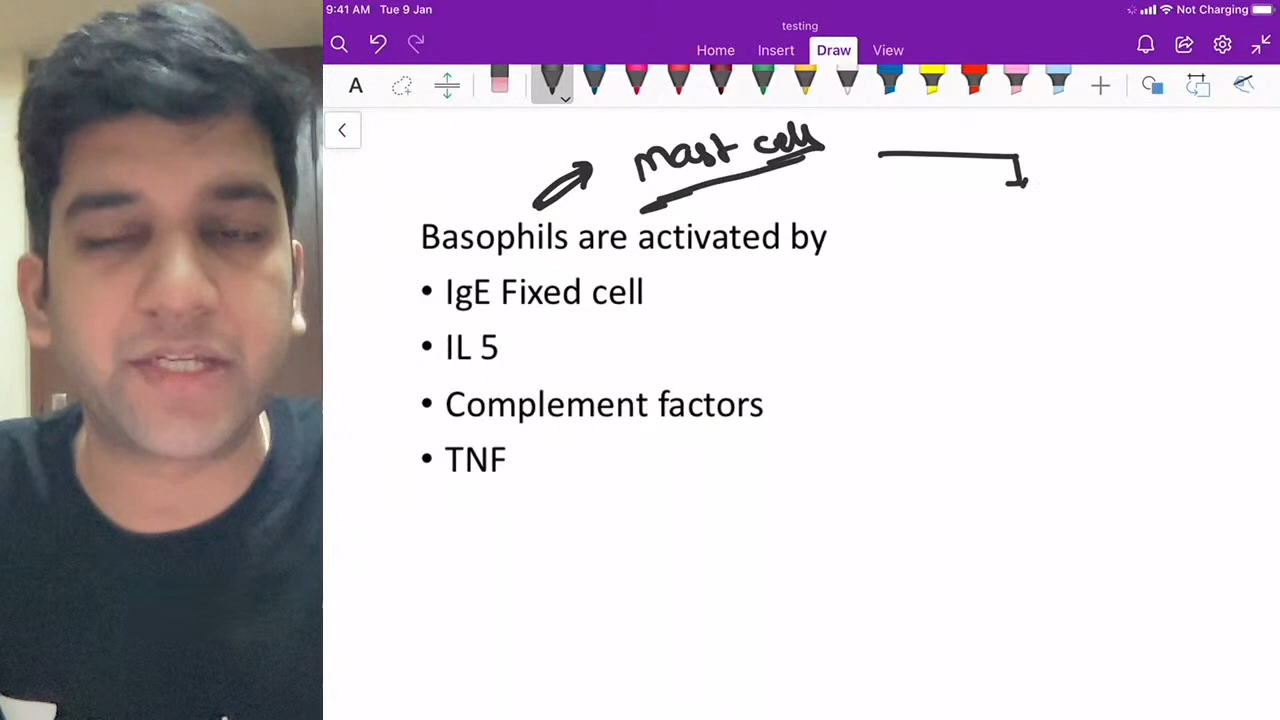 9:41 AM Tue 9 Jan
Not Charging
testing
Home Insert Draw View
A
mast cells
Basophils are activated by
• IgE Fixed cell
• IL 5
• Complement factors
• TNF